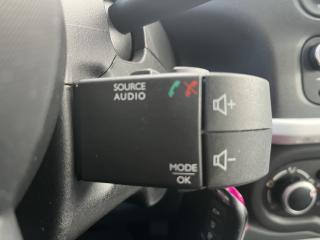 SOURCE
AUDIO
+
-
MODE
OK